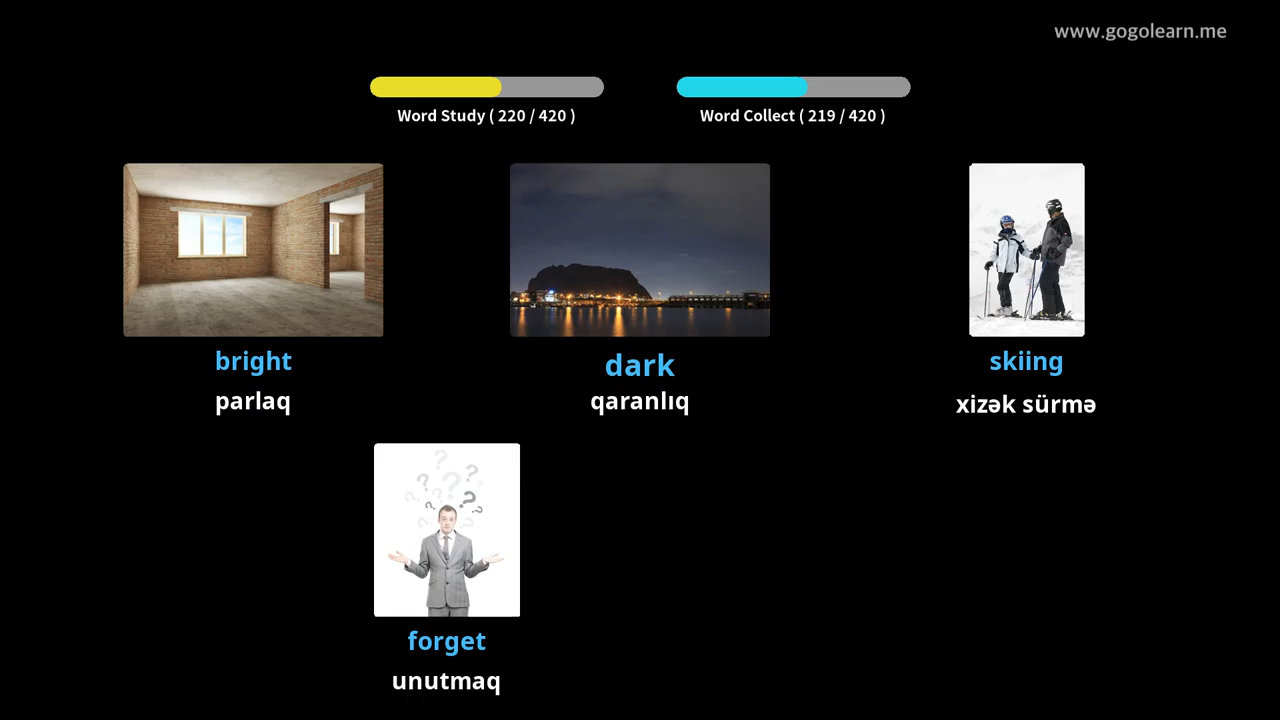 www.gogolearn.me
Word Study ( 220 / 420 )
Word Collect ( 219 / 420 )
bright
parlaq
dark
qaranlıq
skiing
xizək sürmə
forget
unutmaq